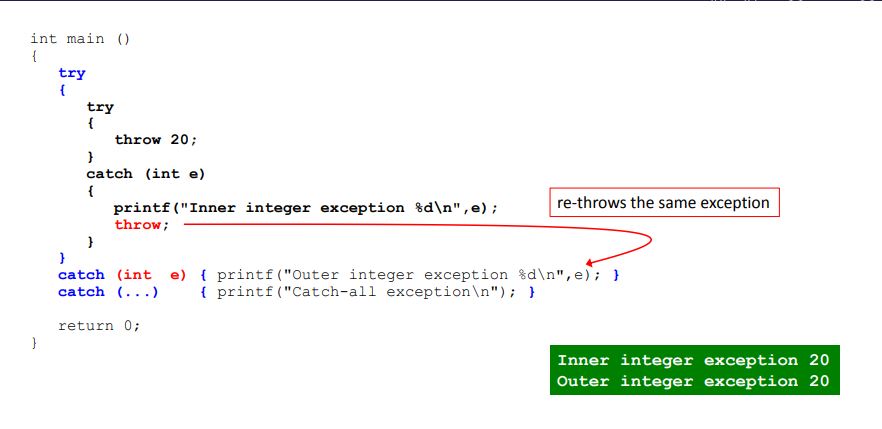 int main ()
{
try
{
try
{
throw 20;
}
catch (int e)
{
printf("Inner integer exception %d\n",e);
throw;
}
}
catch (int  e) { printf("Outer integer exception %d\n",e); }
catch (...)    { printf("Catch-all exception\n"); }
return 0;
}
re-throws the same exception
Inner integer exception 20
Outer integer exception 20